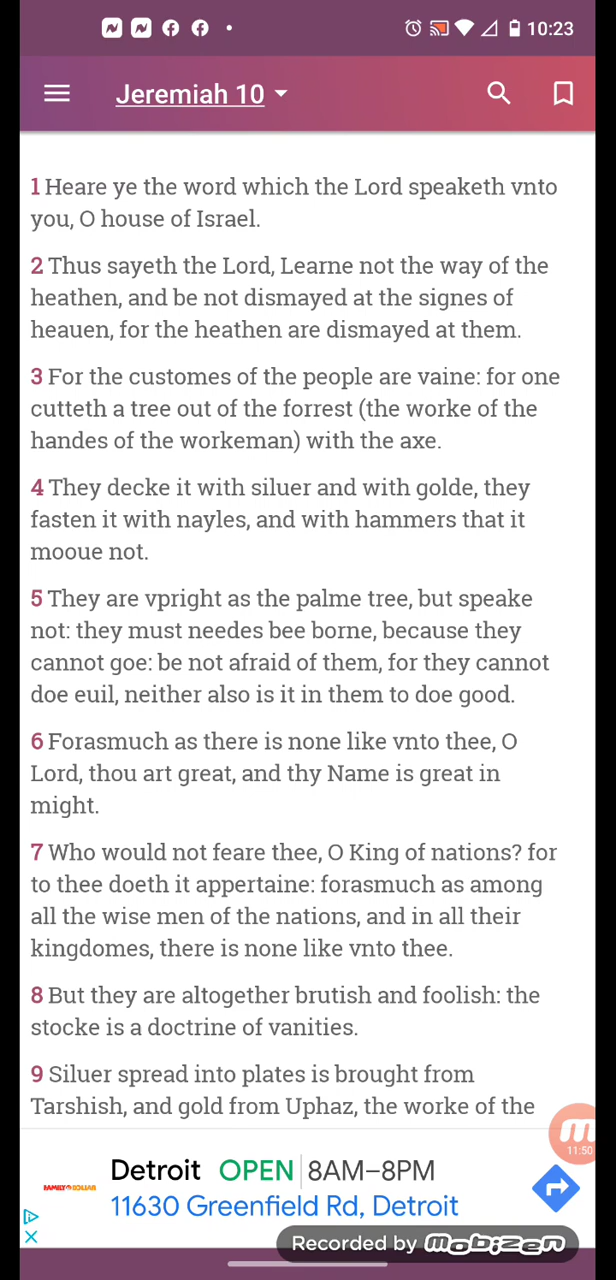 10:23
Jeremiah 10
1 Heare ye the word which the Lord speaketh vnto
you, O house of Israel.
2 Thus sayeth the Lord, Learne not the way of the
heathen, and be not dismayed at the signes of
heauen, for the heathen are dismayed at them.
3 For the customes of the people are vaine: for one
cutteth a tree out of the forrest (the worke of the
handes of the workeman) with the axe.
4 They decke it with siluer and with golde, they
fasten it with nayles, and with hammers that it
mooue not.
5 They are vpright as the palme tree, but speake
not: they must needes bee borne, because they
cannot goe: be not afraid of them, for they cannot
doe euil, neither also is it in them to doe good.
6 Forasmuch as there is none like vnto thee, O
Lord, thou art great, and thy Name is great in
might.
7 Who would not feare thee, O King of nations? for
to thee doeth it appertaine: forasmuch as among
all the wise men of the nations, and in all their
kingdomes, there is none like vnto thee.
8 But they are altogether brutish and foolish: the
stocke is a doctrine of vanities.
9 Siluer spread into plates is brought from
Tarshish, and gold from Uphaz, the worke of the
11:50
Detroit OPEN 8AM–8PM
FAMILY DOLLAR
11630 Greenfield Rd, Detroit
Recorded by mobizen